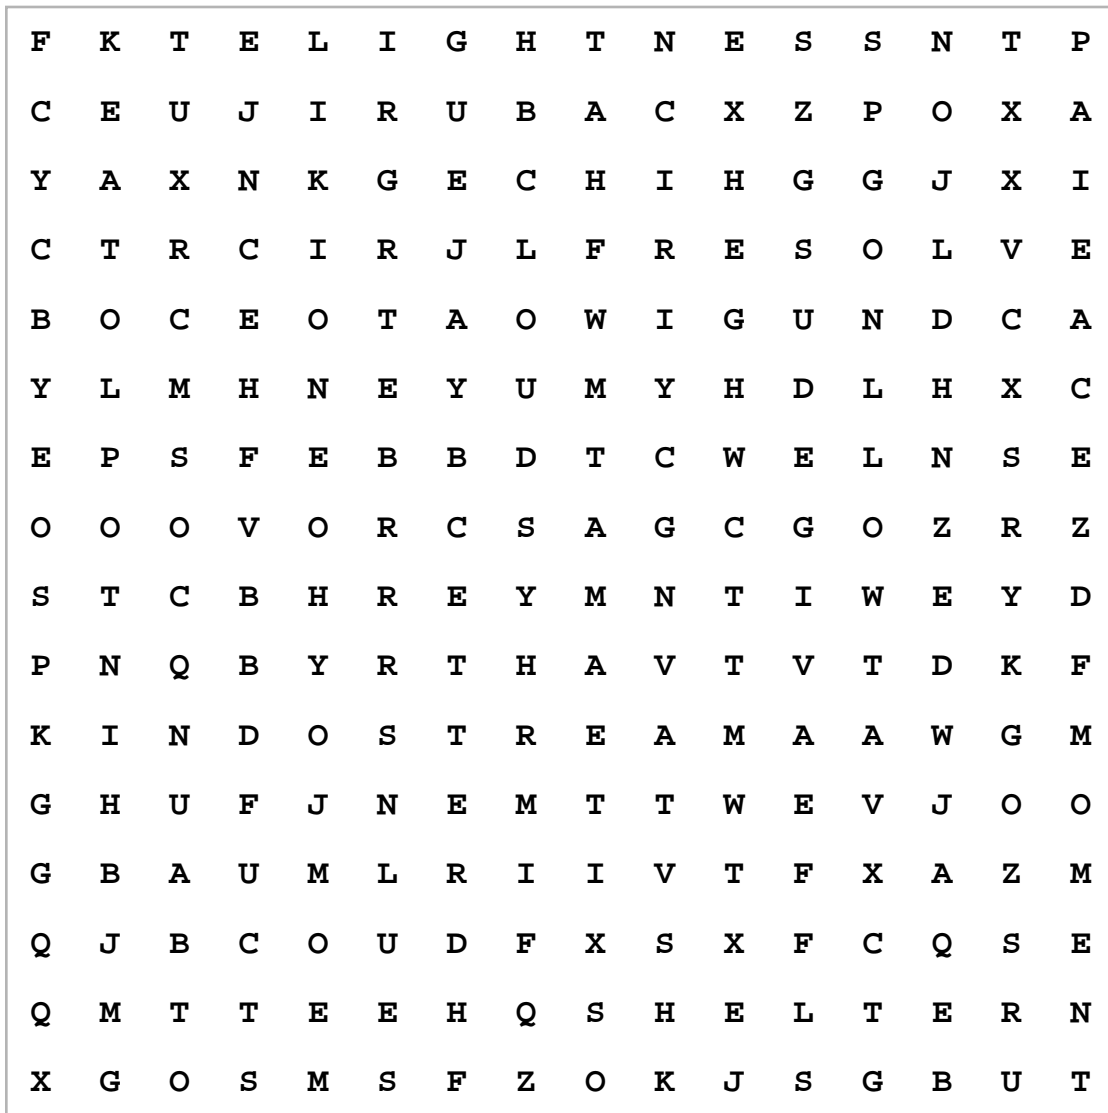 F K T E L I G H T N E S S N T P
C E U J I R U B A C X Z P O X A
Y A X N K G E C H I H G G J X I
C T R C I R J L F R E S O L V E
B O C E O T A O W I G U N D C A
Y L M H N E Y U M Y H D L H X C
E P S F E B B D T C W E L N S E
O O O V O R C S A G C G O Z R Z
S T C B H R E Y M N T I W E Y D
P N Q B Y R T H A V T V T D K F
K I N D O S T R E A M A A W G M
G H U F J N E M T T W E V J O O
G B A U M L R I I V T F X A Z M
Q J B C O U D F X S X F C Q S E
Q M T T E E H Q S H E L T E R N
X G O S M S F Z O K J S G B U T